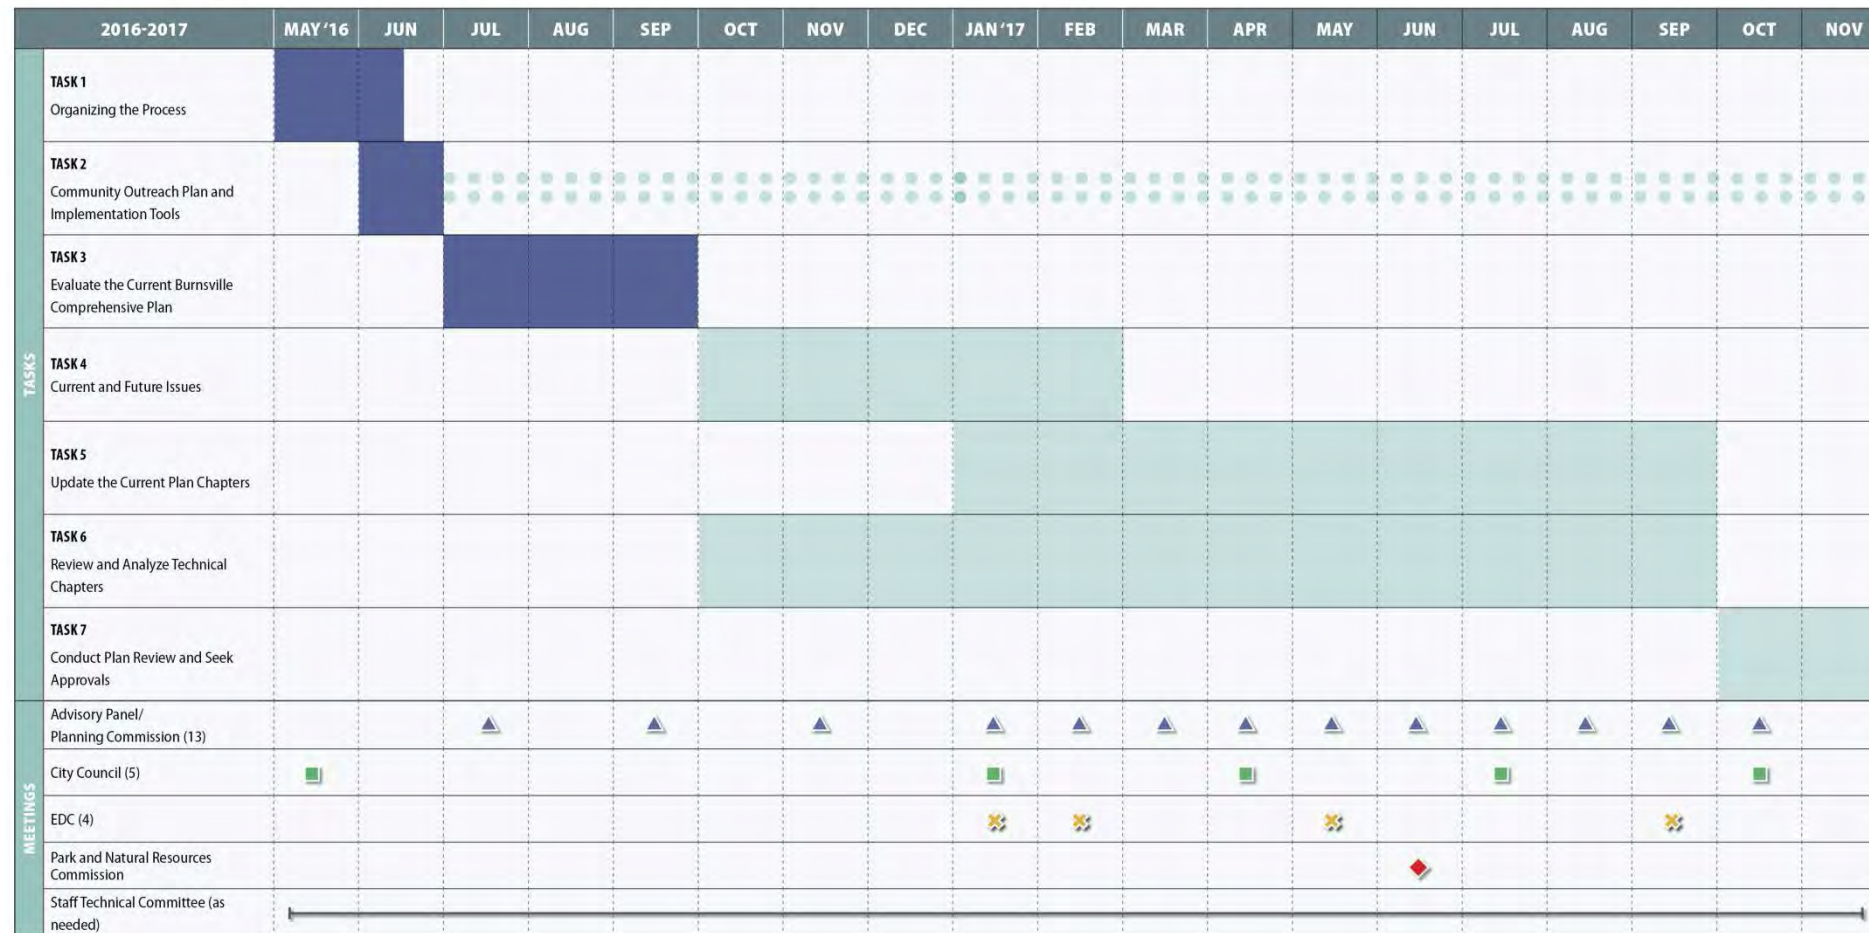 2016-2017 MAY '16 JUN JUL AUG SEP OCT NOV DEC JAN '17 FEB MAR APR MAY JUN JUL AUG SEP OCT NOV
TASKS
TASK 1
Organizing the Process
TASK 2
Community Outreach Plan and
Implementation Tools
TASK 3
Evaluate the Current Burnsville
Comprehensive Plan
TASK 4
Current and Future Issues
TASK 5
Update the Current Plan Chapters
TASK 6
Review and Analyze Technical
Chapters
TASK 7
Conduct Plan Review and Seek
Approvals
MEETINGS
Advisory Panel/
Planning Commission (13)
City Council (5)
EDC (4)
Park and Natural Resources
Commission
Staff Technical Committee (as
needed)